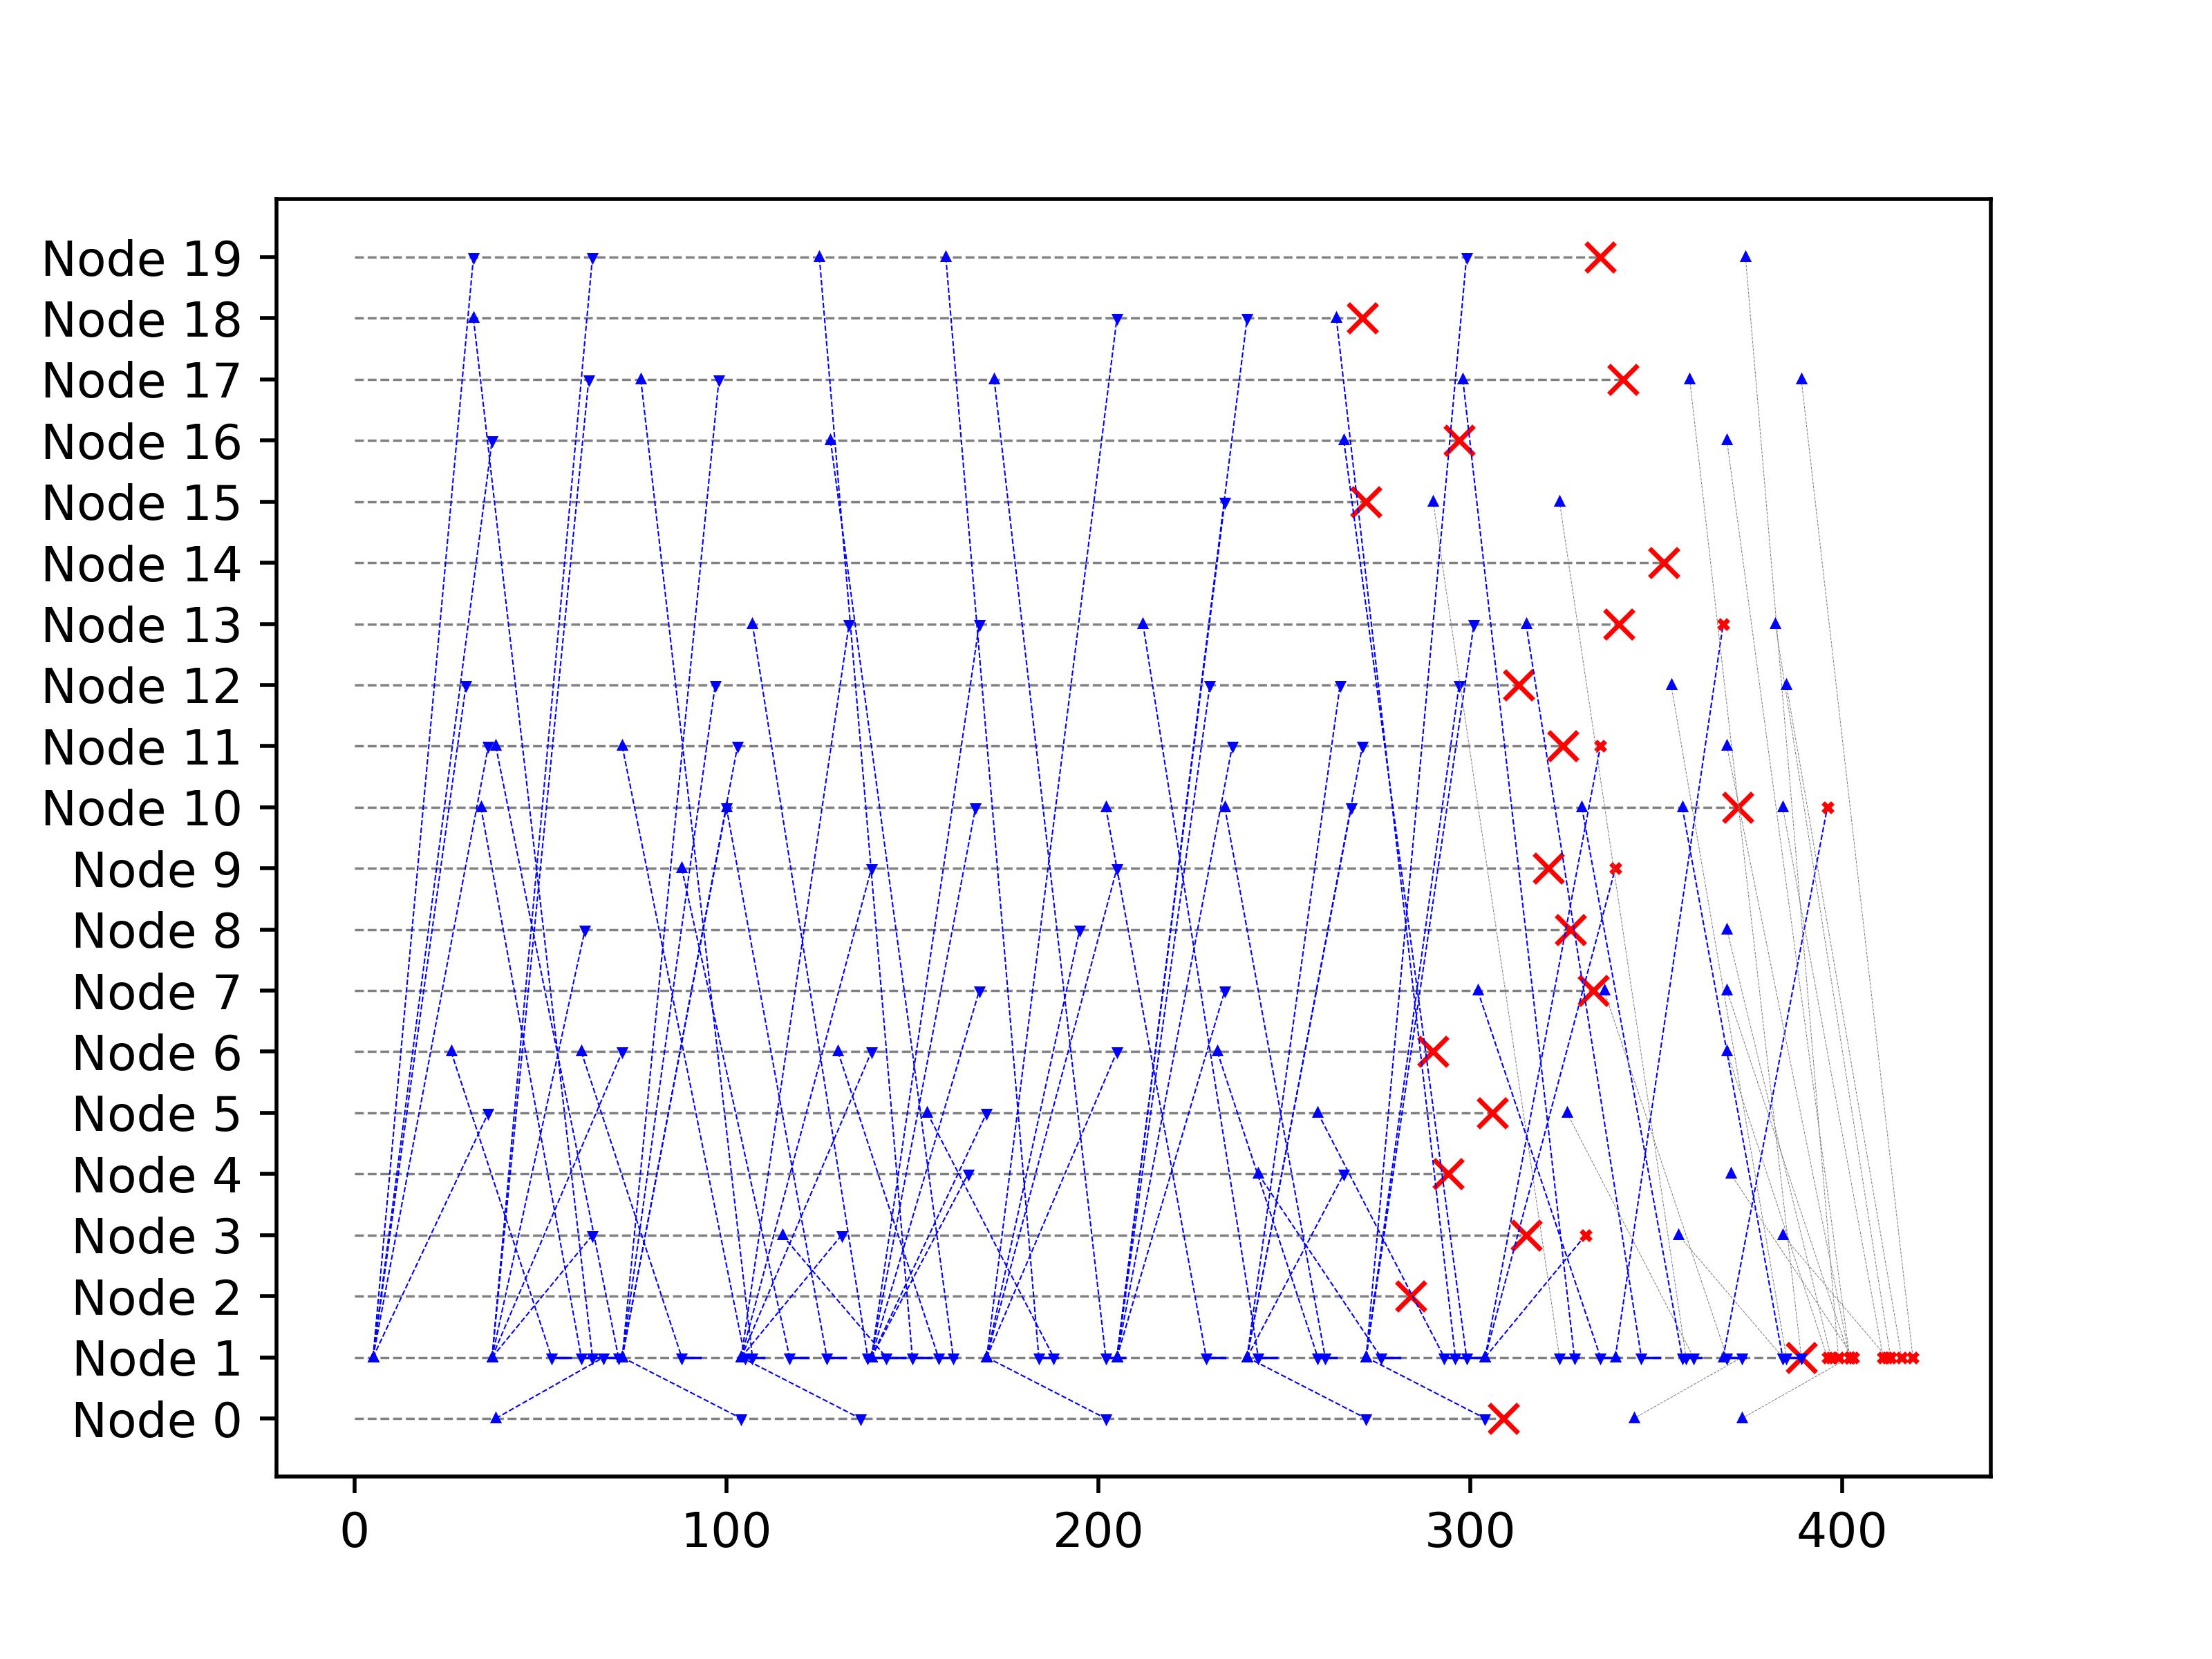 Node 19
Node 18
Node 17
Node 16
Node 15
Node 14
Node 13
Node 12
Node 11
Node 10
Node 9
Node 8
Node 7
Node 6
Node 5
Node 4
Node 3
Node 2
Node 1
Node 0
0 100 200 300 400